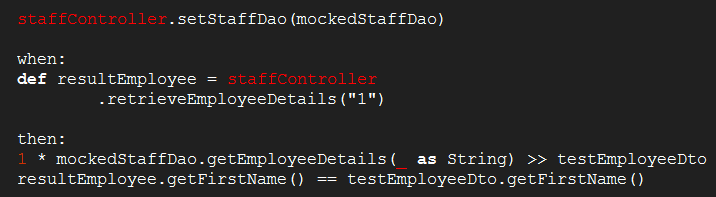 staffController.setStaffDao(mockedStaffDao)
when:
def resultEmployee = staffController
.retrieveEmployeeDetails("1")
then:
1 * mockedStaffDao.getEmployeeDetails(_ as String) >> testEmployeeDto
resultEmployee.getFirstName() == testEmployeeDto.getFirstName()